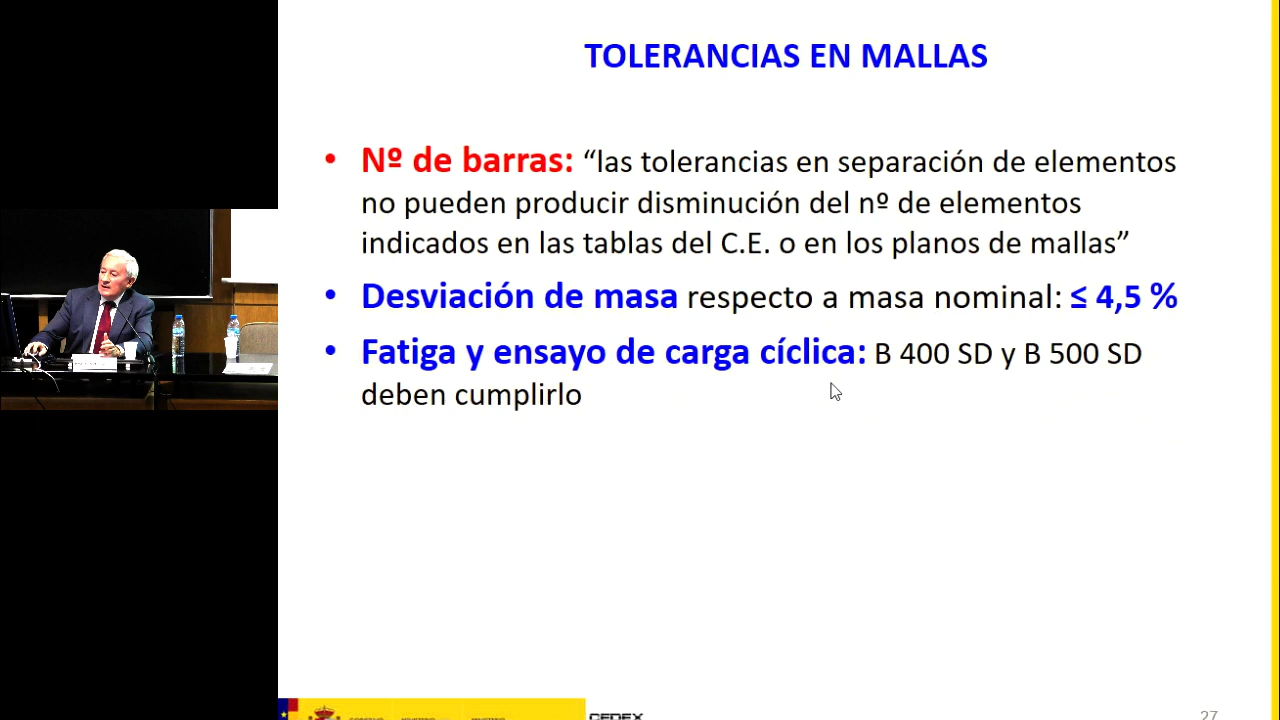 TOLERANCIAS EN MALLAS
• Nº de barras: “las tolerancias en separación de elementos
no pueden producir disminución del nº de elementos
indicados en las tablas del C.E. o en los planos de mallas”
• Desviación de masa respecto a masa nominal: ≤ 4,5 %
• Fatiga y ensayo de carga cíclica: B 400 SD y B 500 SD
deben cumplirlo
CEDEX
27